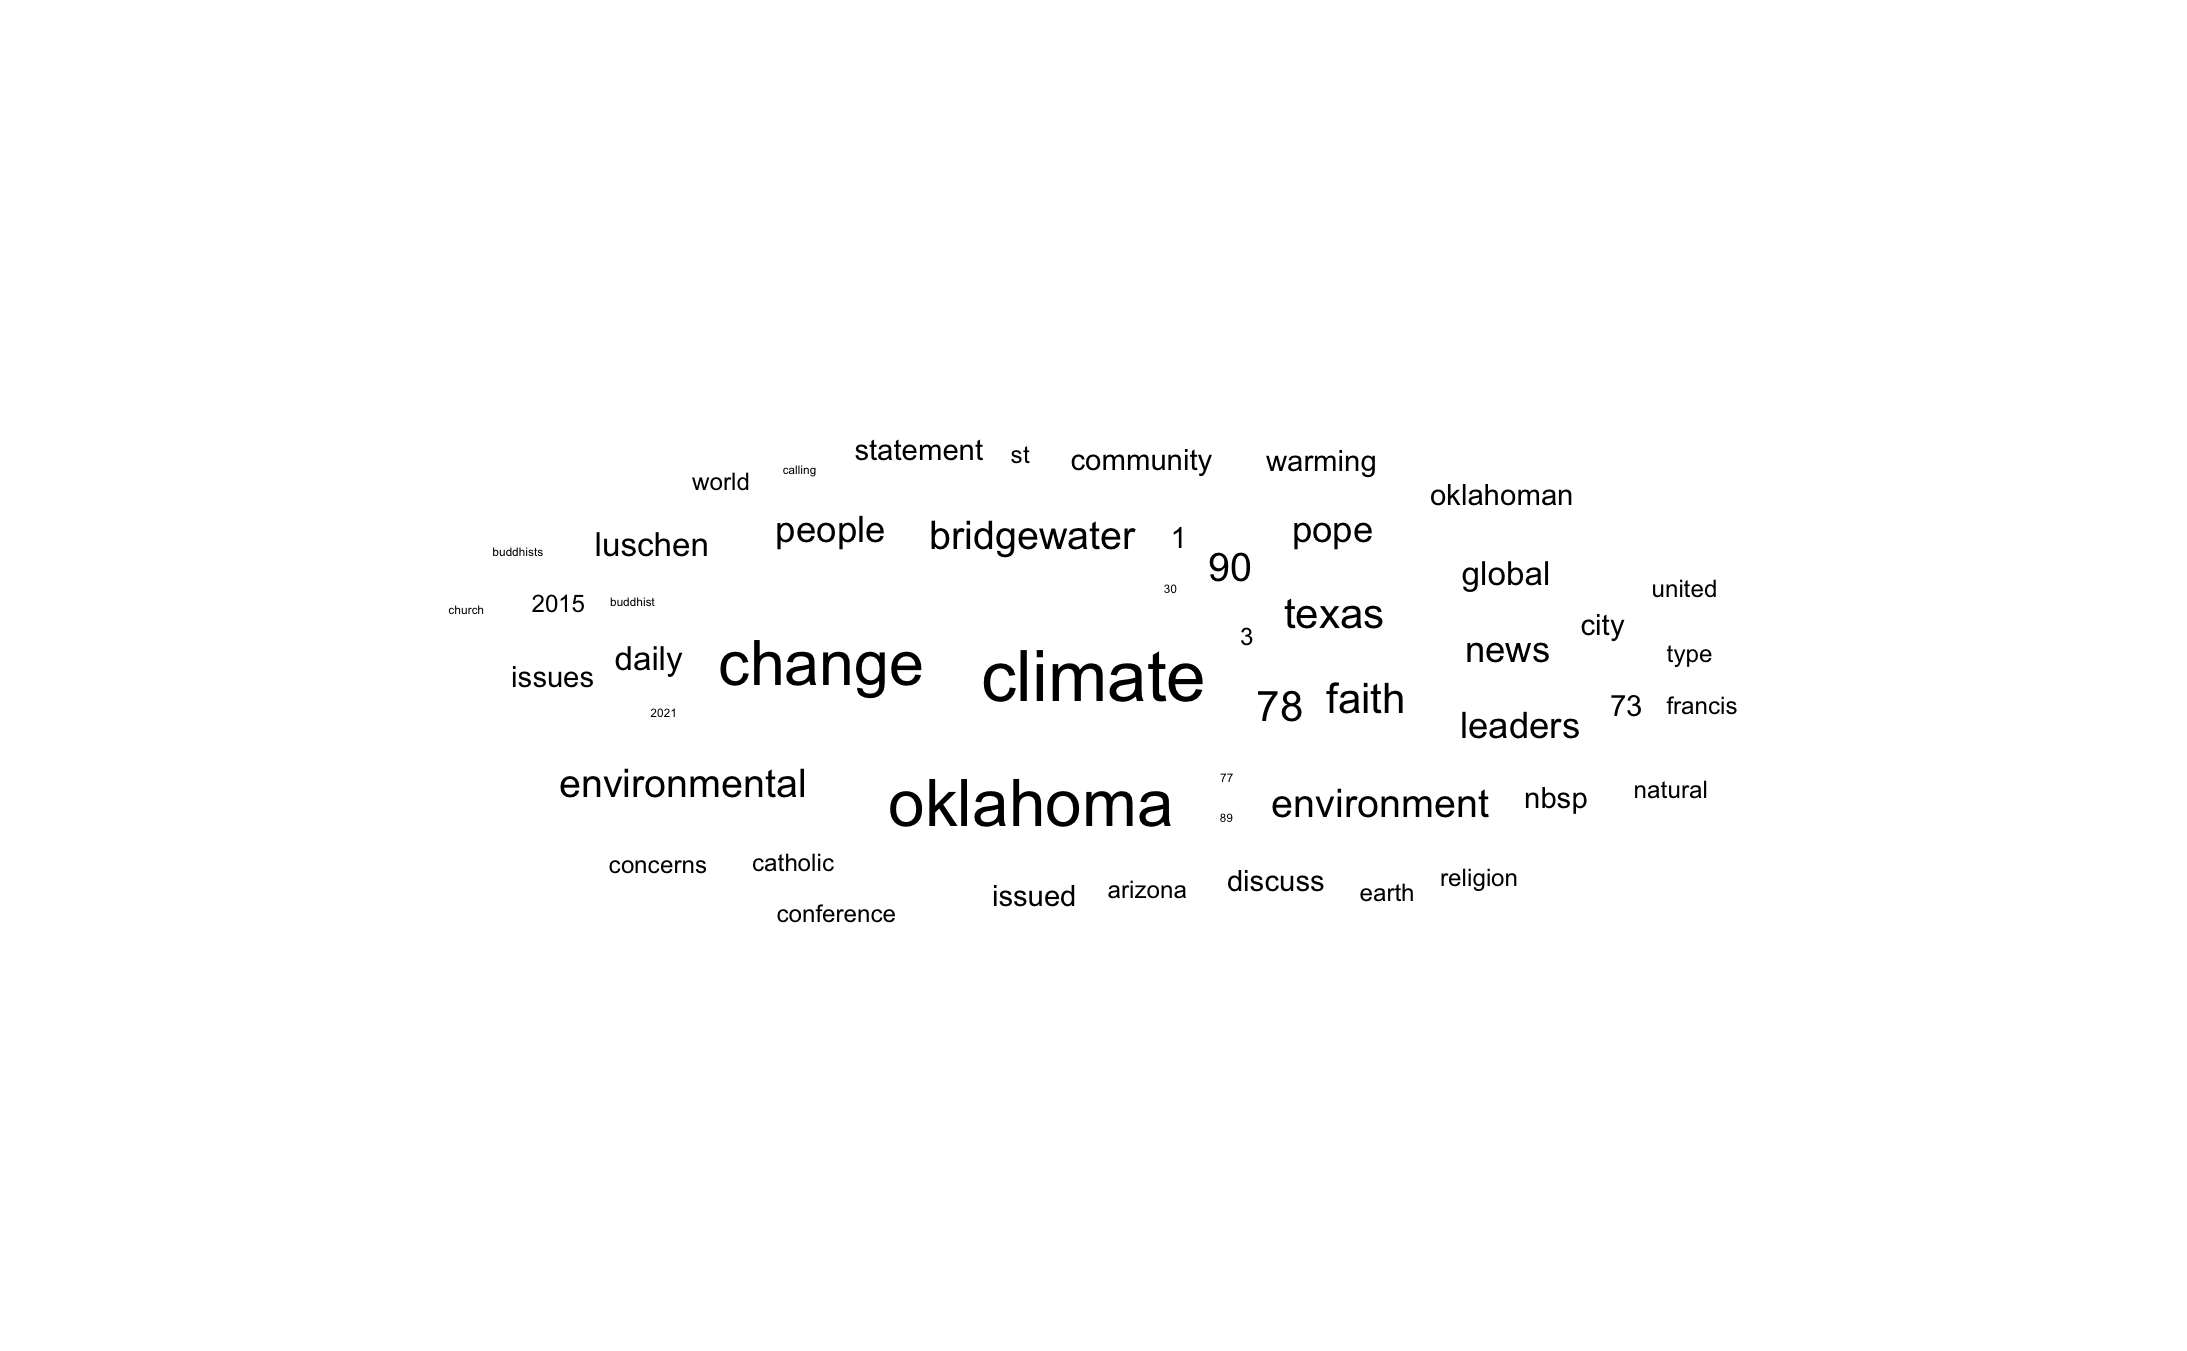 statement st community warming
world calling
oklahoman
people bridgewater 1 pope
luschen
buddhists
90 global
30 united
church 2015 buddhist
texas
3 city
daily change climate news type
issues
2021 78 faith 73 francis
leaders
77
environmental natural
oklahoma environment nbsp
89
concerns catholic
issued arizona discuss earth religion
conference